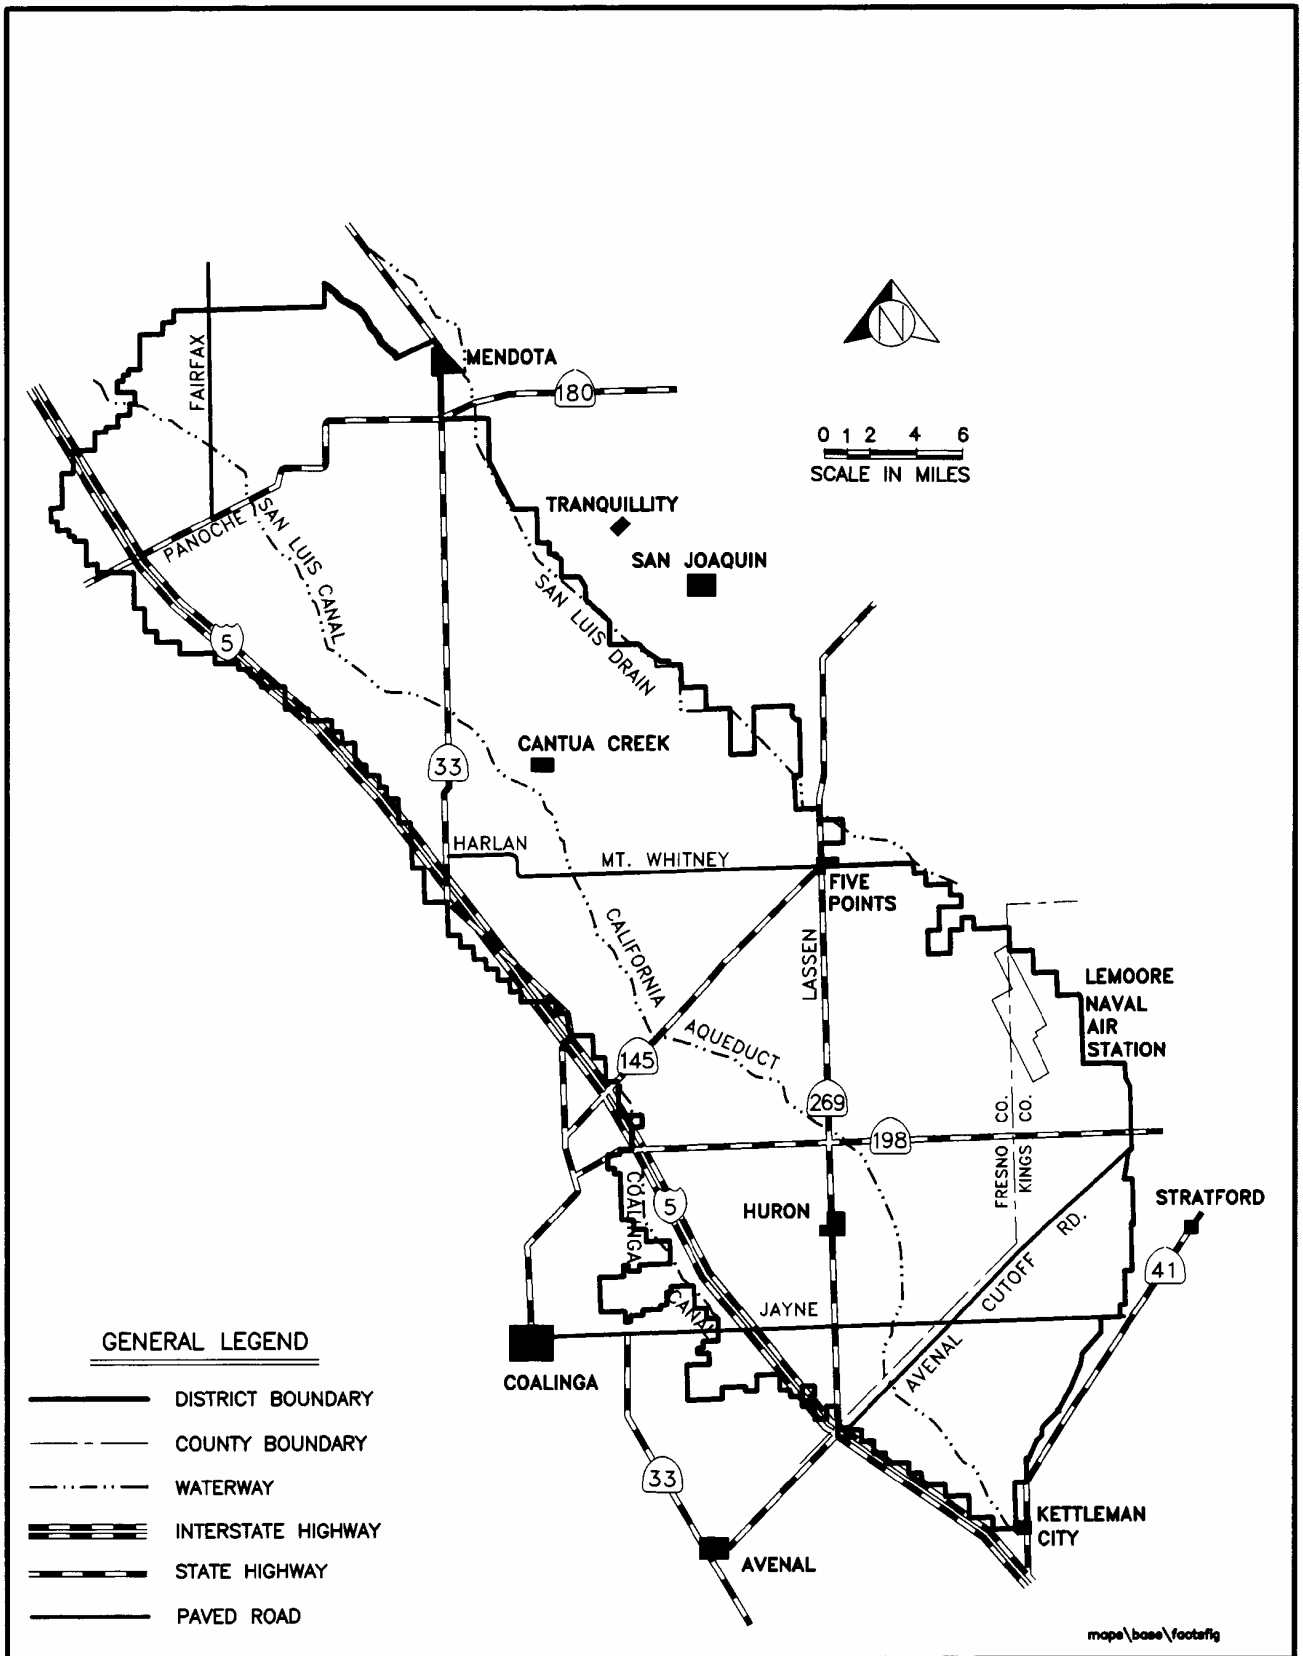 N
MENDOTA
FAIRFAX
180
0 1 2 4 6
SCALE IN MILES
TRANQUILLITY
PANOCHE
SAN LUIS CANAL
SAN JOAQUIN
SAN LUIS DRAIN
5
CANTUA CREEK
33
HARLAN
MT. WHITNEY
FIVE
POINTS
CALIFORNIA
AQUEDUCT
LASSEN
LEMOORE
NAVAL
AIR
STATION
145
269
198
FRESNO CO.
KINGS CO.
COALINGA
CANAL
5
HURON
STRATFORD
AVENAL CUTOFF RD.
41
JAYNE
COALINGA
33
KETTLEMAN
CITY
AVENAL
GENERAL LEGEND
DISTRICT BOUNDARY
COUNTY BOUNDARY
WATERWAY
INTERSTATE HIGHWAY
STATE HIGHWAY
PAVED ROAD
maps\base\factsfig